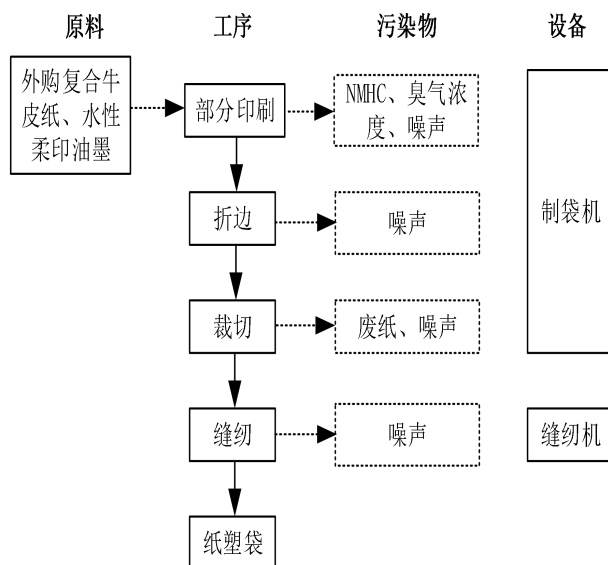 原料 工序 污染物 设备
外购复合牛
皮纸、水性
柔印油墨
部分印刷
NMHC、臭气浓
度、噪声
制袋机
折边
噪声
裁切
废纸、噪声
缝纫
噪声
缝纫机
纸塑袋